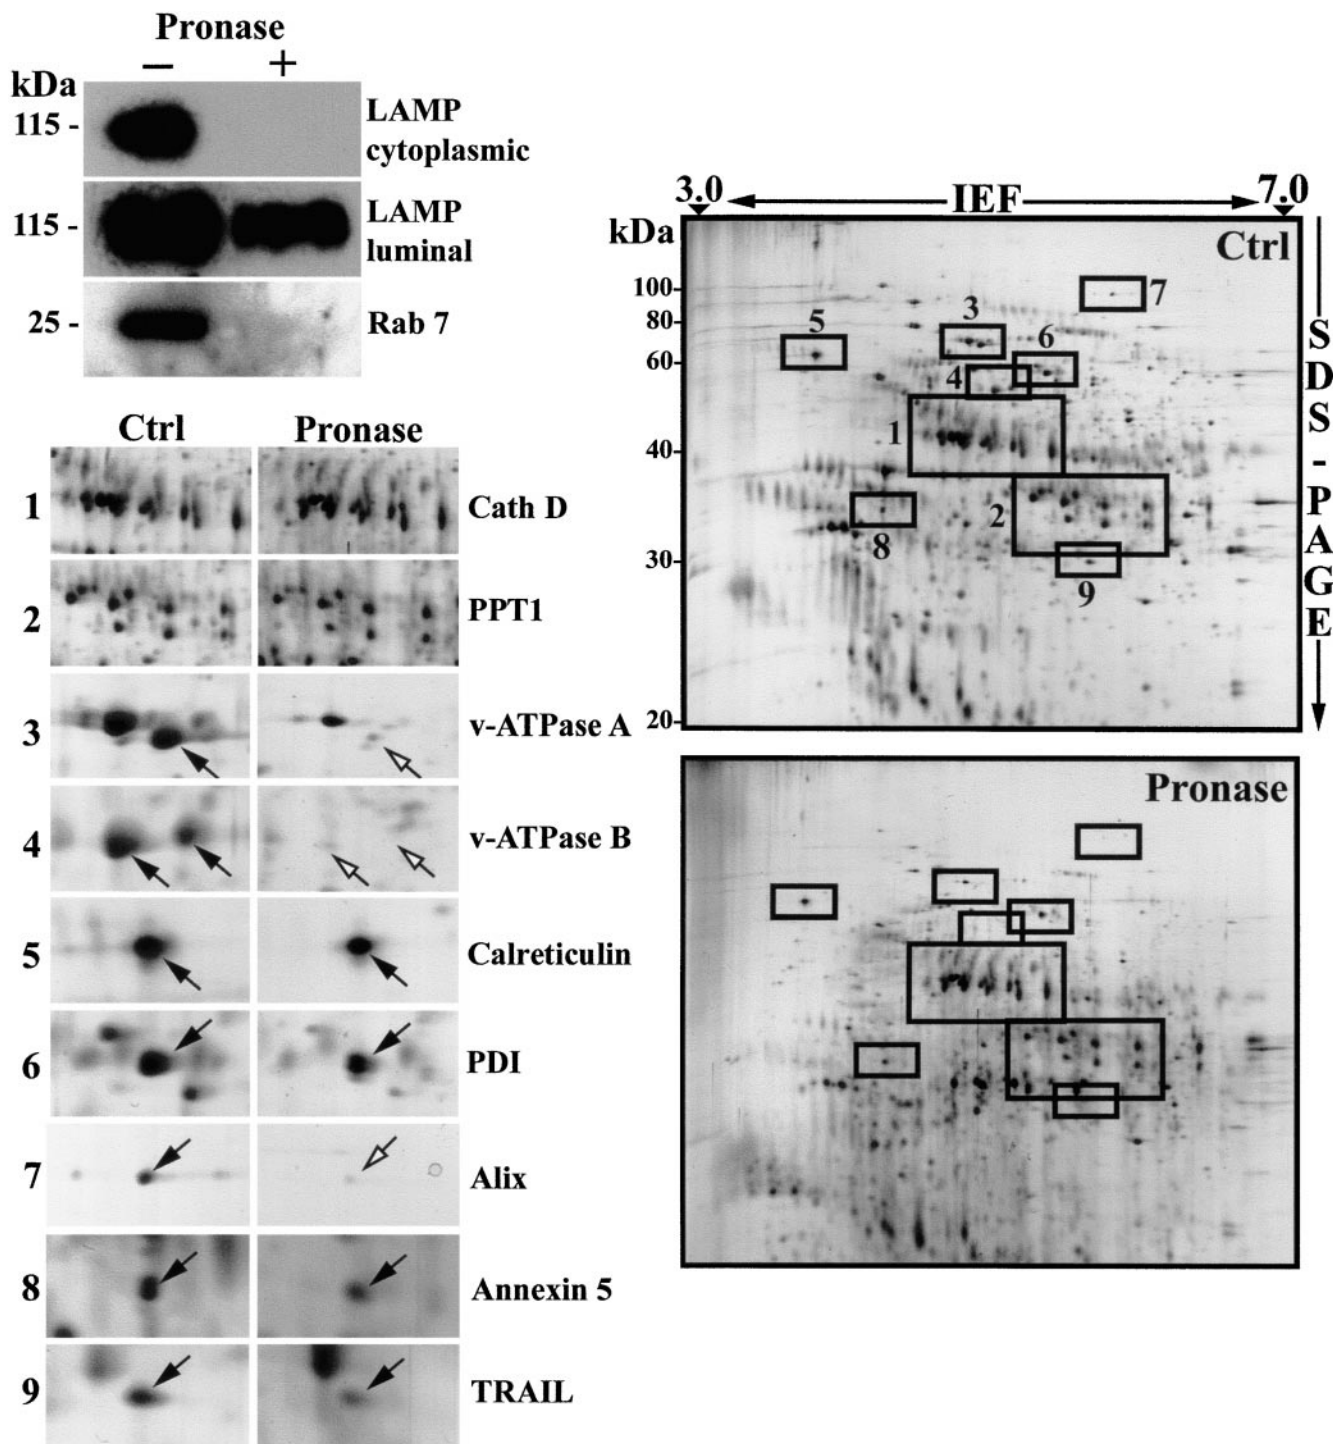 Pronase
− +
kDa
115 -
LAMP
cytoplasmic
115 -
LAMP
luminal
25 -
Rab 7
Ctrl Pronase
1 Cath D
2 PPT1
3 v-ATPase A
4 v-ATPase B
5 Calreticulin
6 PDI
7 Alix
8 Annexin 5
9 TRAIL
3.0 IEF 7.0
kDa
Ctrl
100
80
60
40
30
20
7
3
5
6
4
1
2
8
9
SDS-PAGE
Pronase